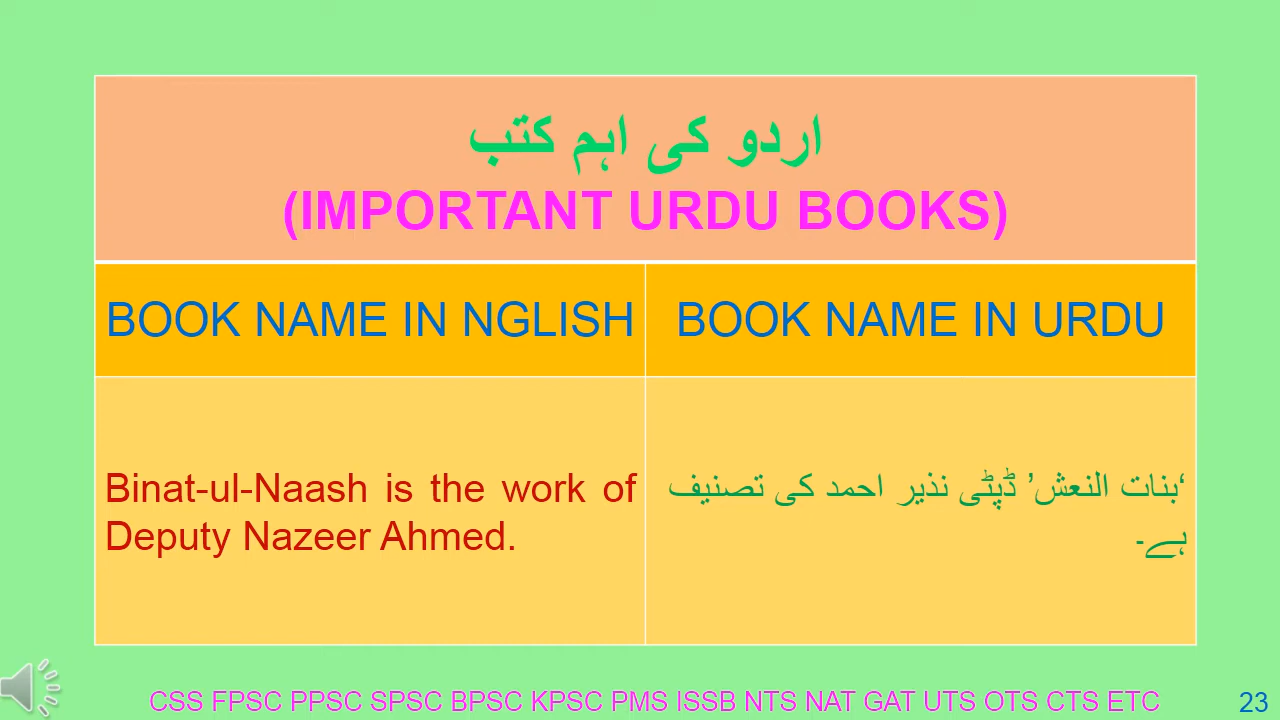 اردو کی اہم کتب
(IMPORTANT URDU BOOKS)
BOOK NAME IN NGLISH
BOOK NAME IN URDU
Binat-ul-Naash is the work of
Deputy Nazeer Ahmed.
‘بنات النعش’ ڈپٹی نذیر احمد کی تصنیف
ہے۔
CSS FPSC PPSC SPSC BPSC KPSC PMS ISSB NTS NAT GAT UTS OTS CTS ETC
23